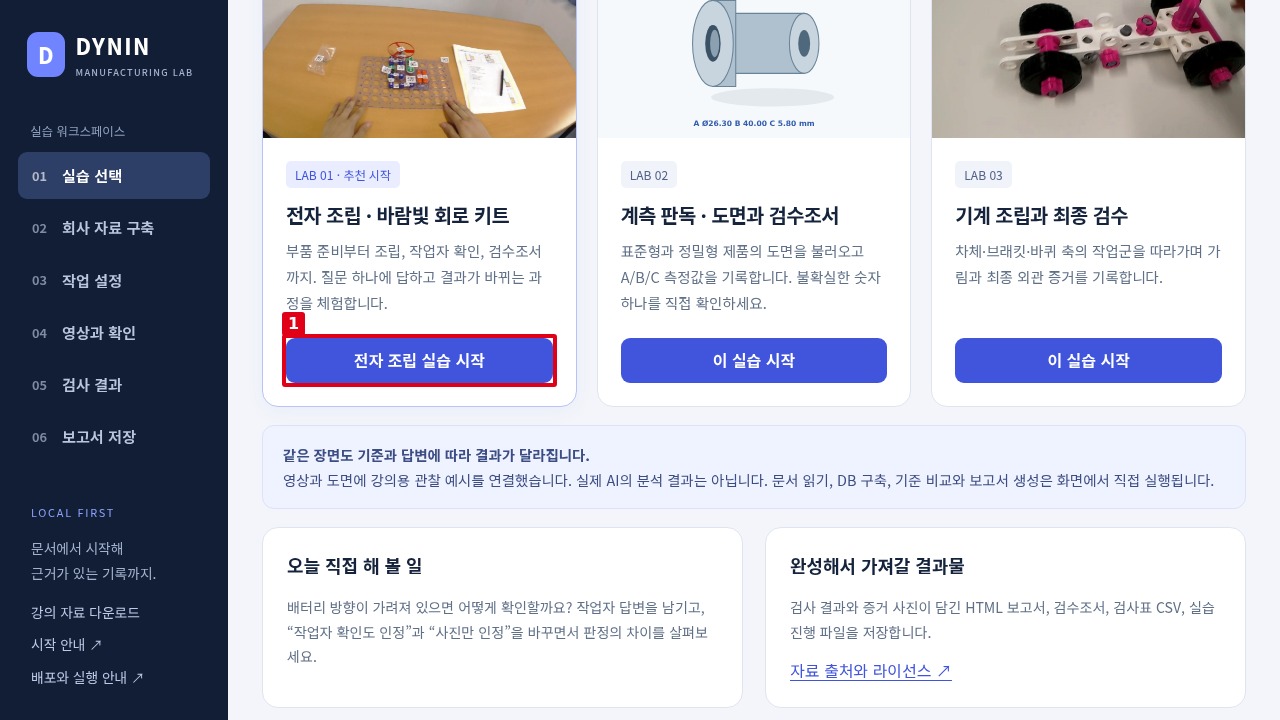 D
DYNIN
MANUFACTURING LAB
실습 워크스페이스
01 실습 선택
02 회사 자료 구축
03 작업 설정
04 영상과 확인
05 검사 결과
06 보고서 저장
LOCAL FIRST
문서에서 시작해
근거가 있는 기록까지.
강의 자료 다운로드
시작 안내 ↗
배포와 실행 안내 ↗
LAB 01 · 추천 시작
전자 조립 · 바람빛 회로 키트
부품 준비부터 조립, 작업자 확인, 검수조서
까지. 질문 하나에 답하고 결과가 바뀌는 과
정을 체험합니다.
1
전자 조립 실습 시작
A Ø26.30 B 40.00 C 5.80 mm
LAB 02
계측 판독 · 도면과 검수조서
표준형과 정밀형 제품의 도면을 불러오고
A/B/C 측정값을 기록합니다. 불확실한 숫자
하나를 직접 확인하세요.
이 실습 시작
LAB 03
기계 조립과 최종 검수
차체·브래킷·바퀴 축의 작업군을 따라가며 가
림과 최종 외관 증거를 기록합니다.
이 실습 시작
같은 장면도 기준과 답변에 따라 결과가 달라집니다.
영상과 도면에 강의용 관찰 예시를 연결했습니다. 실제 AI의 분석 결과는 아닙니다. 문서 읽기, DB 구축, 기준 비교와 보고서 생성은 화면에서 직접 실행됩니다.
오늘 직접 해 볼 일
배터리 방향이 가려져 있으면 어떻게 확인할까요? 작업자 답변을 남기고,
“작업자 확인도 인정”과 “사진만 인정”을 바꾸면서 판정의 차이를 살펴보
세요.
완성해서 가져갈 결과물
검사 결과와 증거 사진이 담긴 HTML 보고서, 검수조서, 검사표 CSV, 실습
진행 파일을 저장합니다.
자료 출처와 라이선스 ↗